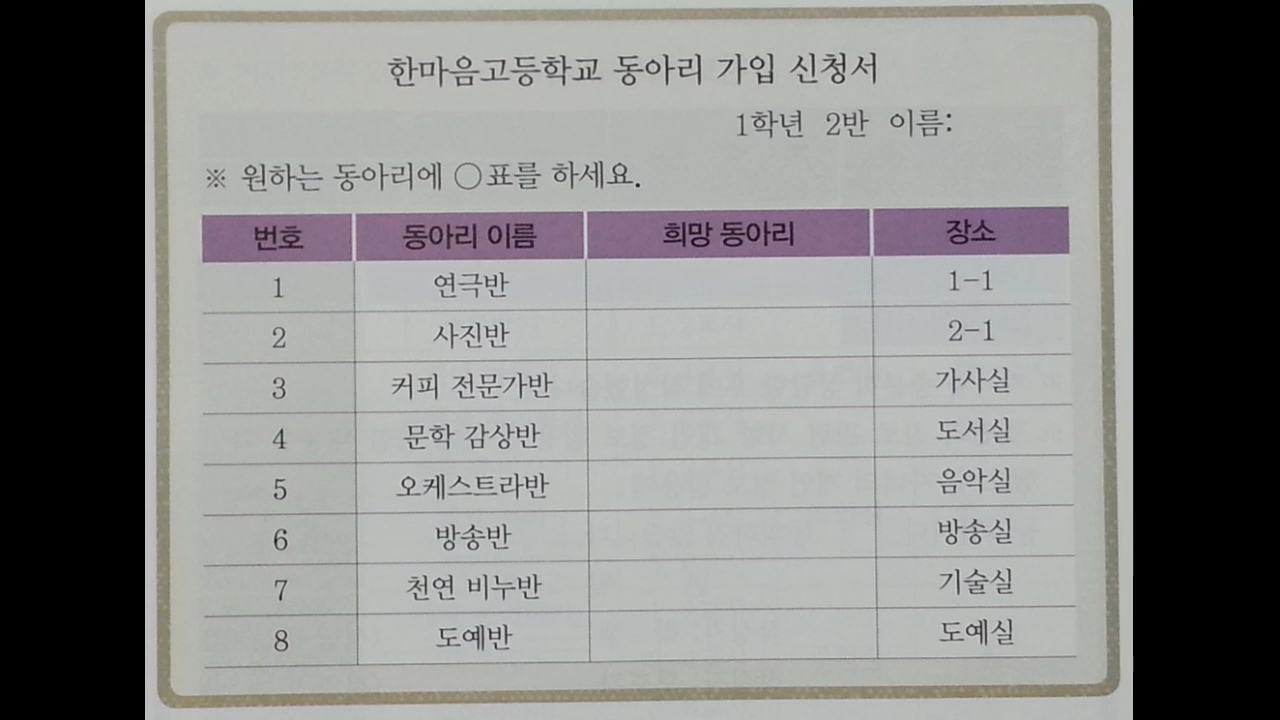 한마음고등학교 동아리 가입 신청서
1학년 2반 이름:
※ 원하는 동아리에 ○표를 하세요.
번호 동아리 이름 희망 동아리 장소
1 연극반 1-1
2 사진반 2-1
3 커피 전문가반 가사실
4 문학 감상반 도서실
5 오케스트라반 음악실
6 방송반 방송실
7 천연 비누반 기술실
8 도예반 도예실